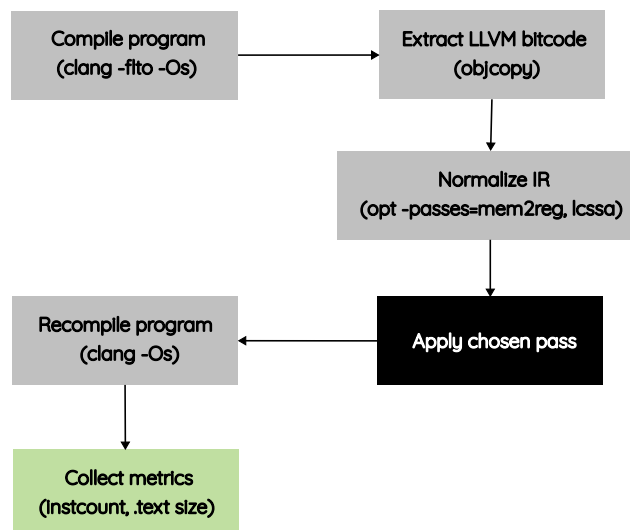 Compile program
(clang -flto -Os)
Extract LLVM bitcode
(objcopy)
Normalize IR
(opt -passes=mem2reg, lcssa)
Apply chosen pass
Recompile program
(clang -Os)
Collect metrics
(instcount, .text size)